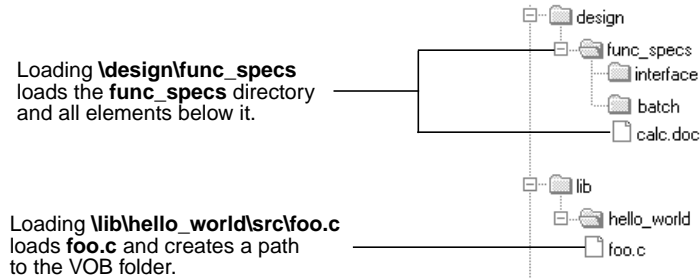 design
func_specs
interface
batch
calc.doc
Loading \design\func_specs
loads the func_specs directory
and all elements below it.
lib
hello_world
foo.c
Loading \lib\hello_world\src\foo.c
loads foo.c and creates a path
to the VOB folder.